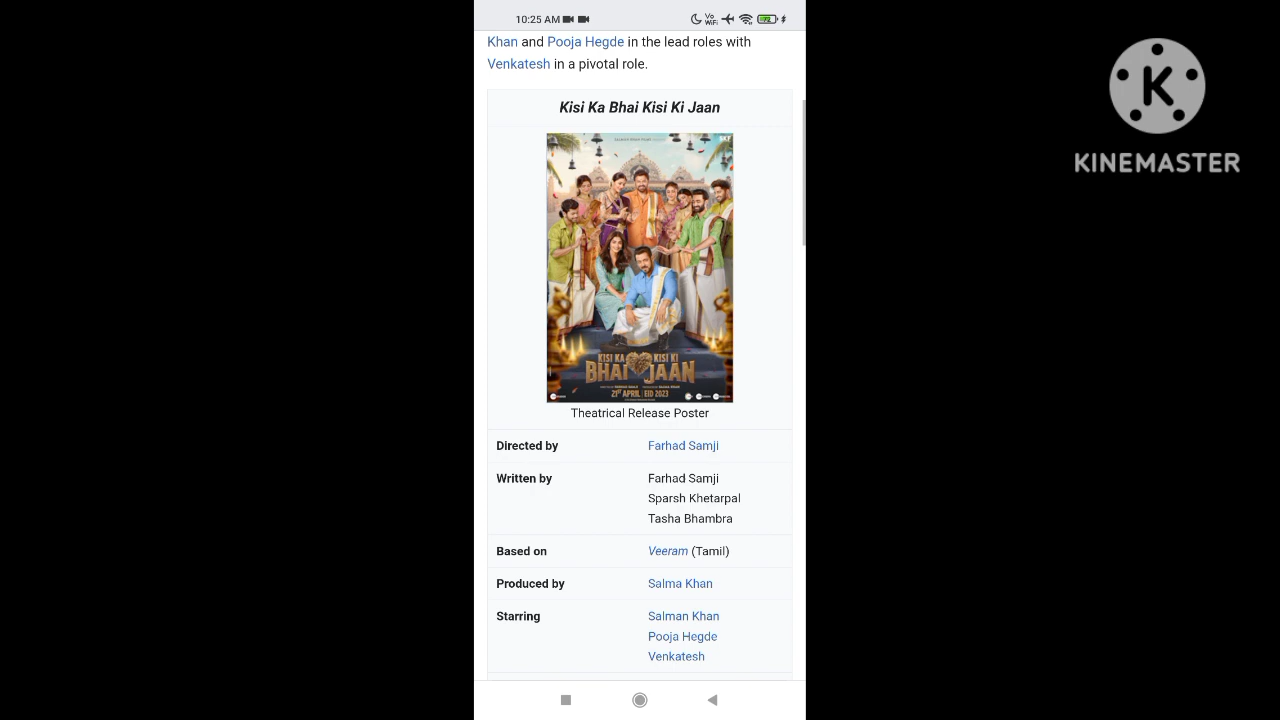 10:25 AM
Vo
WiFi
Khan and Pooja Hegde in the lead roles with
Venkatesh in a pivotal role.
Kisi Ka Bhai Kisi Ki Jaan
KISI KA KISI KI
BHAI JAAN
21ST APRIL | EID 2023
Theatrical Release Poster
Directed by Farhad Samji
Written by Farhad Samji
Sparsh Khetarpal
Tasha Bhambra
Based on Veeram (Tamil)
Produced by Salma Khan
Starring Salman Khan
Pooja Hegde
Venkatesh
K
KINEMASTER